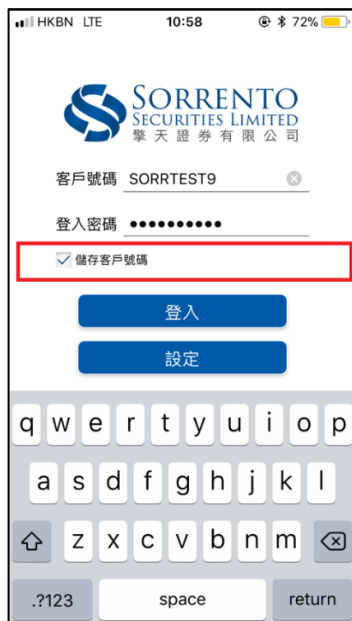 HKBN LTE 10:58 72%
SORRENTO
SECURITIES LIMITED
擎天證券有限公司
客戶號碼 SORRTEST9
登入密碼 ●●●●●●●●●●
儲存客戶號碼
登入
設定
q w e r t y u i o p
a s d f g h j k l
z x c v b n m
.?123 space return